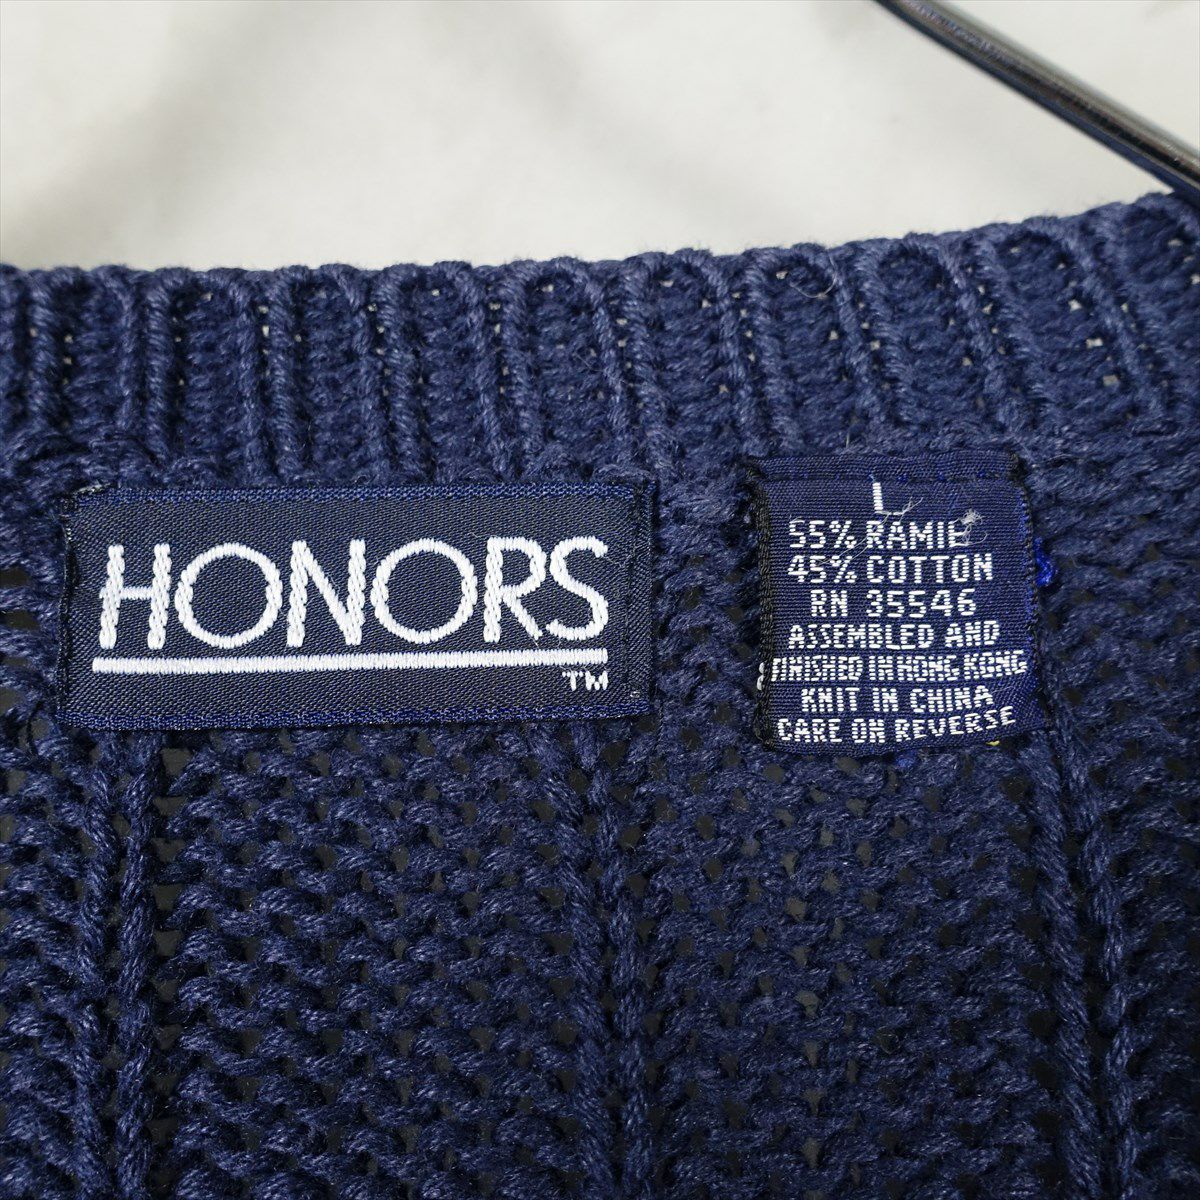 HONORS
TM
L
55% RAMIE
45% COTTON
RN 35546
ASSEMBLED AND
FINISHED IN HONG KONG
KNIT IN CHINA
CARE ON REVERSE